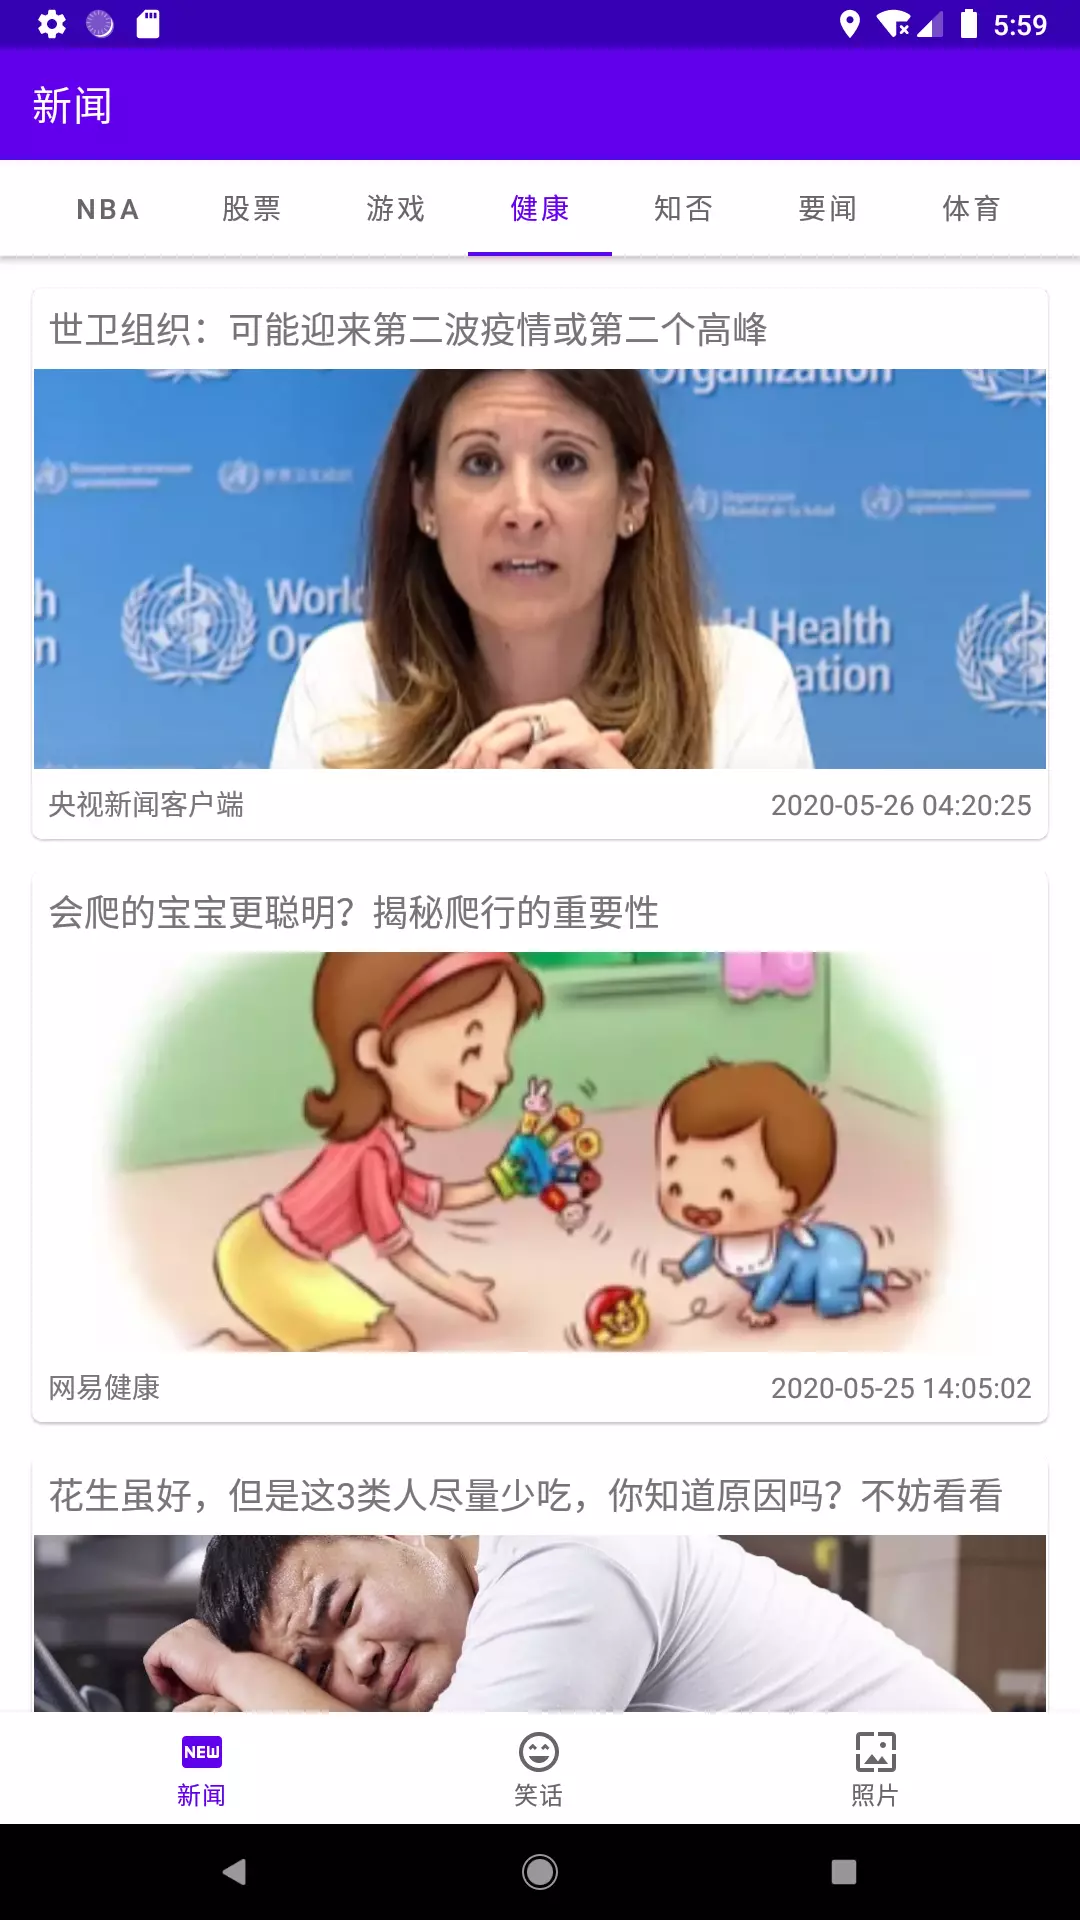 5:59
新闻
NBA 股票 游戏 健康 知否 要闻 体育
世卫组织：可能迎来第二波疫情或第二个高峰
Organization
World Health
央视新闻客户端 2020-05-26 04:20:25
会爬的宝宝更聪明？揭秘爬行的重要性
网易健康 2020-05-25 14:05:02
花生虽好，但是这3类人尽量少吃，你知道原因吗？不妨看看
NEW
新闻 笑话 照片